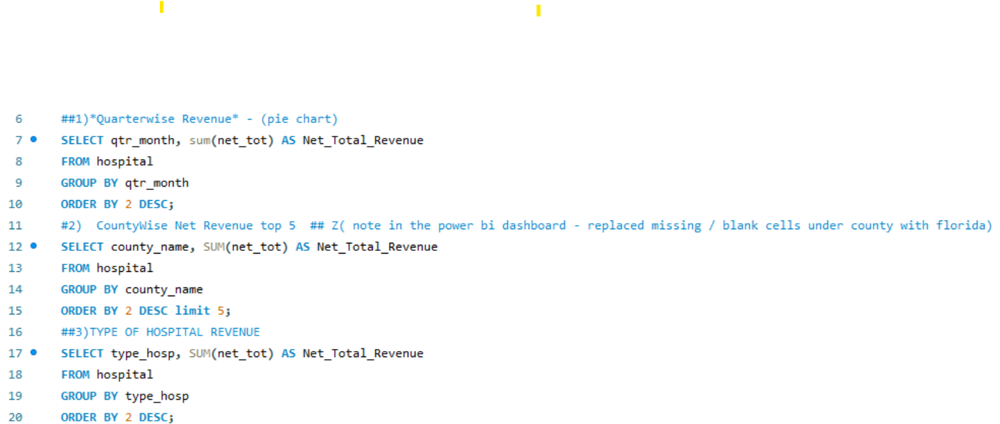 6 ##1)*Quarterwise Revenue* - (pie chart)
7 SELECT qtr_month, sum(net_tot) AS Net_Total_Revenue
8 FROM hospital
9 GROUP BY qtr_month
10 ORDER BY 2 DESC;
11 #2)  CountyWise Net Revenue top 5  ## Z( note in the power bi dashboard - replaced missing / blank cells under county with florida)
12 SELECT county_name, SUM(net_tot) AS Net_Total_Revenue
13 FROM hospital
14 GROUP BY county_name
15 ORDER BY 2 DESC limit 5;
16 ##3)TYPE OF HOSPITAL REVENUE
17 SELECT type_hosp, SUM(net_tot) AS Net_Total_Revenue
18 FROM hospital
19 GROUP BY type_hosp
20 ORDER BY 2 DESC;